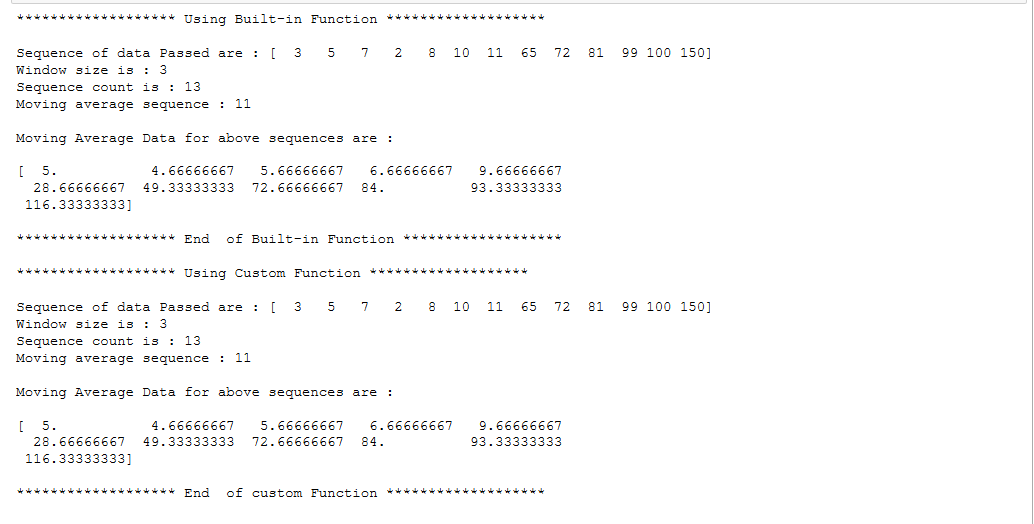 ******************* Using Built-in Function *******************
Sequence of data Passed are : [  3   5   7   2   8  10  11  65  72  81  99 100 150]
Window size is : 3
Sequence count is : 13
Moving average sequence : 11
Moving Average Data for above sequences are :
[  5.           4.66666667   5.66666667   6.66666667   9.66666667
  28.66666667  49.33333333  72.66666667  84.          93.33333333
 116.33333333]
******************* End  of Built-in Function *******************
******************* Using Custom Function *******************
Sequence of data Passed are : [  3   5   7   2   8  10  11  65  72  81  99 100 150]
Window size is : 3
Sequence count is : 13
Moving average sequence : 11
Moving Average Data for above sequences are :
[  5.           4.66666667   5.66666667   6.66666667   9.66666667
  28.66666667  49.33333333  72.66666667  84.          93.33333333
 116.33333333]
******************* End  of custom Function *******************